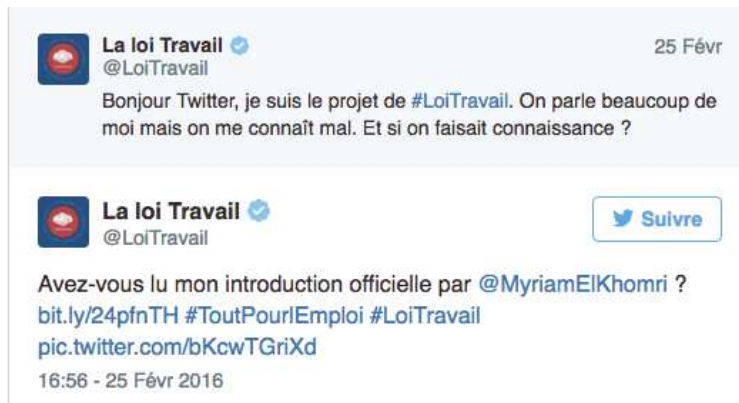 La loi Travail
25 Févr
@LoiTravail
Bonjour Twitter, je suis le projet de #LoiTravail. On parle beaucoup de
moi mais on me connaît mal. Et si on faisait connaissance ?
La loi Travail
Suivre
@LoiTravail
Avez-vous lu mon introduction officielle par @MyriamElKhomri ?
bit.ly/24pfnTH #ToutPourlEmploi #LoiTravail
pic.twitter.com/bKcwTGriXd
16:56 - 25 Févr 2016